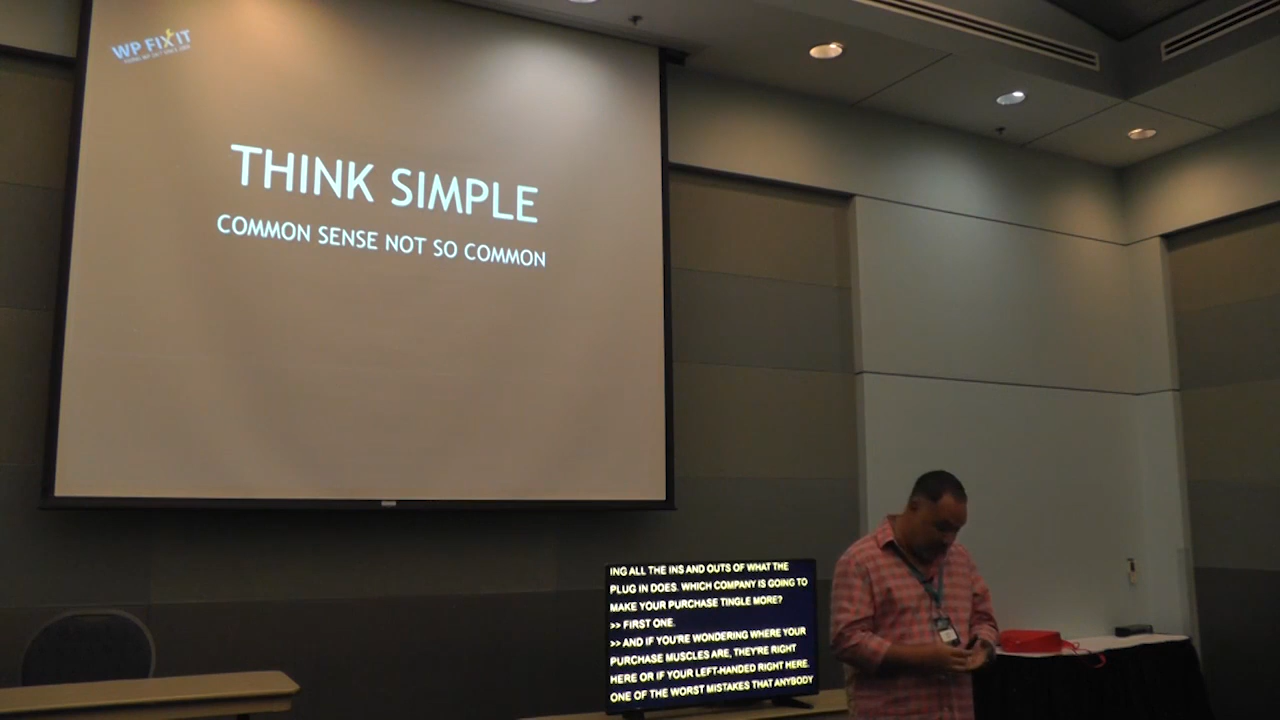 WP FIX IT
THINK SIMPLE
COMMON SENSE NOT SO COMMON
ING ALL THE INS AND OUTS OF WHAT THE
PLUG IN DOES. WHICH COMPANY IS GOING TO
MAKE YOUR PURCHASE TINGLE MORE?
>> FIRST ONE.
>> AND IF YOU'RE WONDERING WHERE YOUR
PURCHASE MUSCLES ARE, THEY'RE RIGHT
HERE OR IF YOUR LEFT-HANDED RIGHT HERE.
ONE OF THE WORST MISTAKES THAT ANYBODY